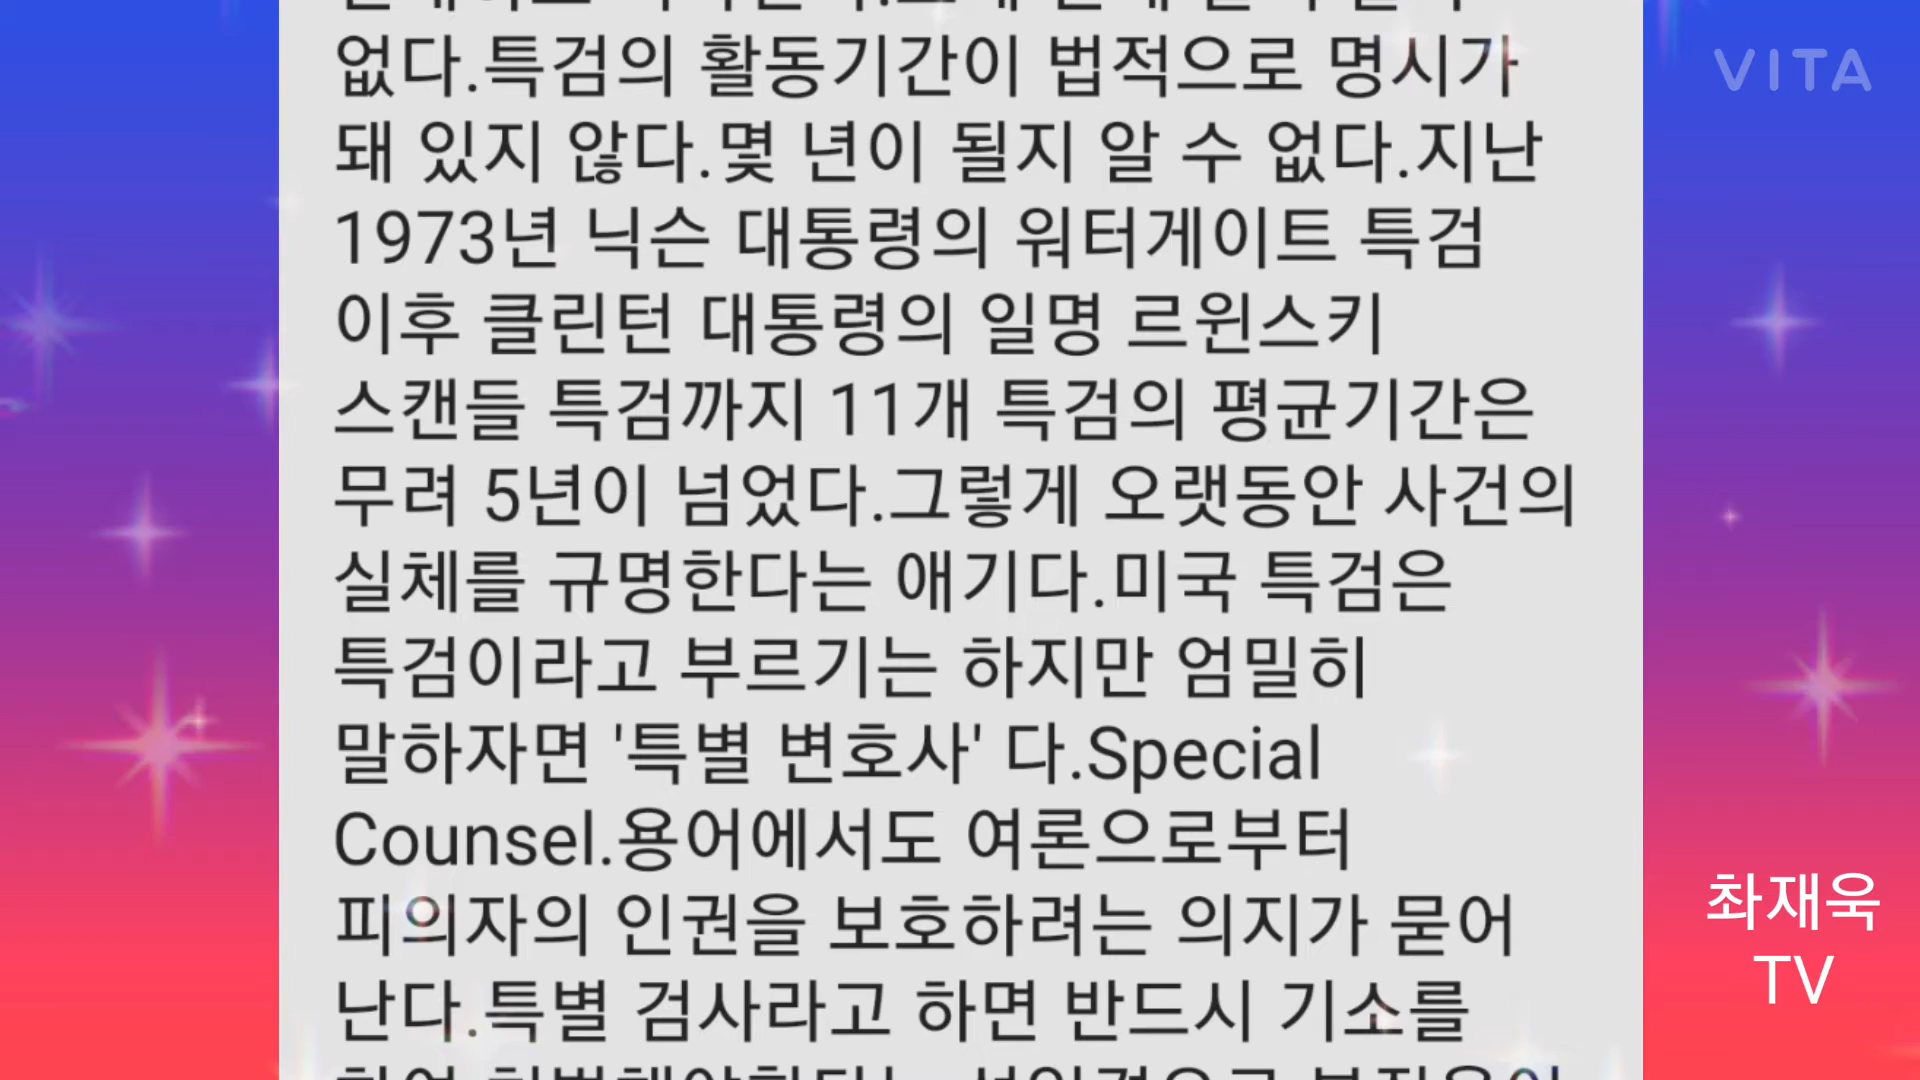 없다.특검의 활동기간이 법적으로 명시가
돼 있지 않다.몇 년이 될지 알 수 없다.지난
1973년 닉슨 대통령의 워터게이트 특검
이후 클린턴 대통령의 일명 르윈스키
스캔들 특검까지 11개 특검의 평균기간은
무려 5년이 넘었다.그렇게 오랫동안 사건의
실체를 규명한다는 얘기다.미국 특검은
특검이라고 부르기는 하지만 엄밀히
말하자면 '특별 변호사' 다.Special
Counsel.용어에서도 여론으로부터
피의자의 인권을 보호하려는 의지가 묻어
난다.특별 검사라고 하면 반드시 기소를
VITA
최재욱
TV